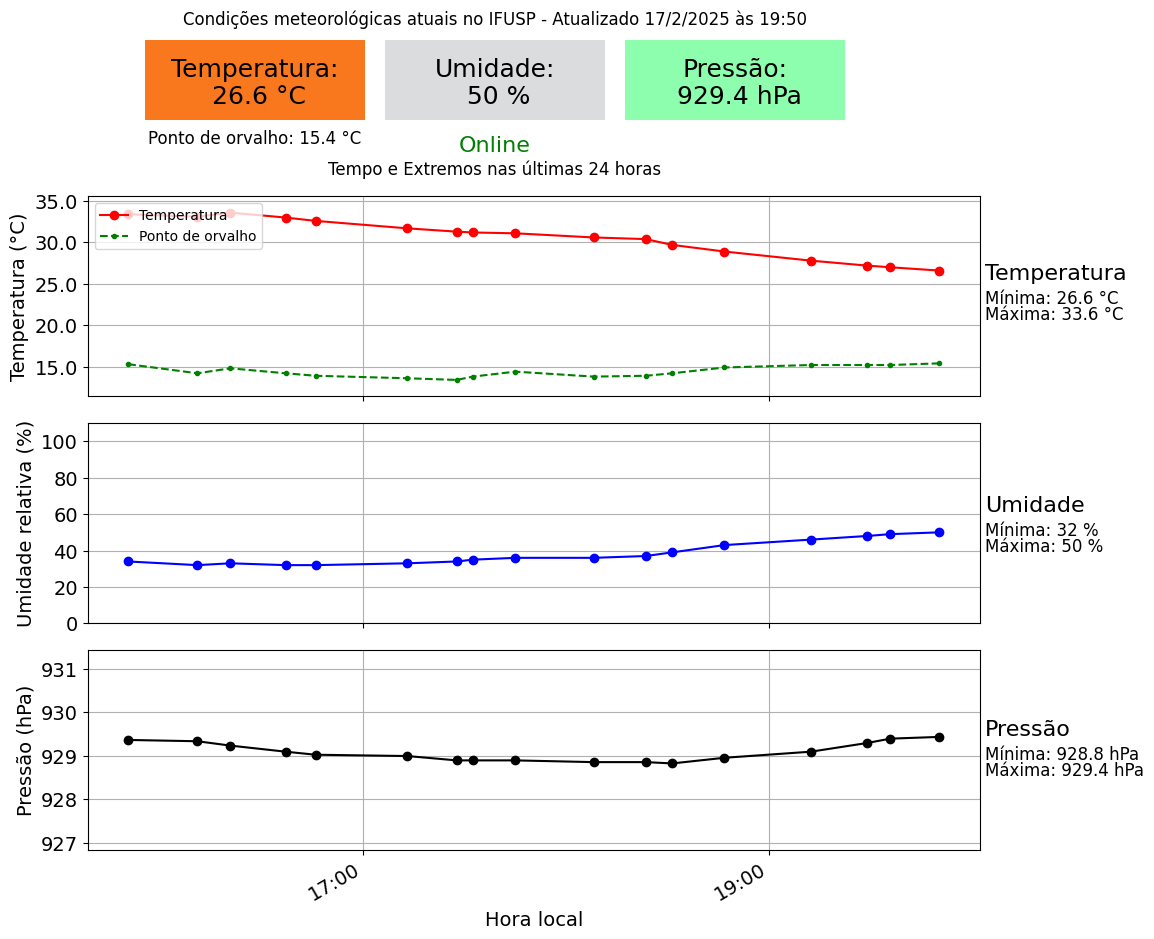 Condições meteorológicas atuais no IFUSP - Atualizado 17/2/2025 às 19:50
Temperatura:
26.6 °C
Umidade:
50 %
Pressão:
929.4 hPa
Ponto de orvalho: 15.4 °C
Online
Tempo e Extremos nas últimas 24 horas
Temperatura (°C)
35.0
30.0
25.0
20.0
15.0
Temperatura
Ponto de orvalho
Temperatura
Mínima: 26.6 °C
Máxima: 33.6 °C
Umidade relativa (%)
100
80
60
40
20
0
Umidade
Mínima: 32 %
Máxima: 50 %
Pressão (hPa)
931
930
929
928
927
Pressão
Mínima: 928.8 hPa
Máxima: 929.4 hPa
17:00
19:00
Hora local